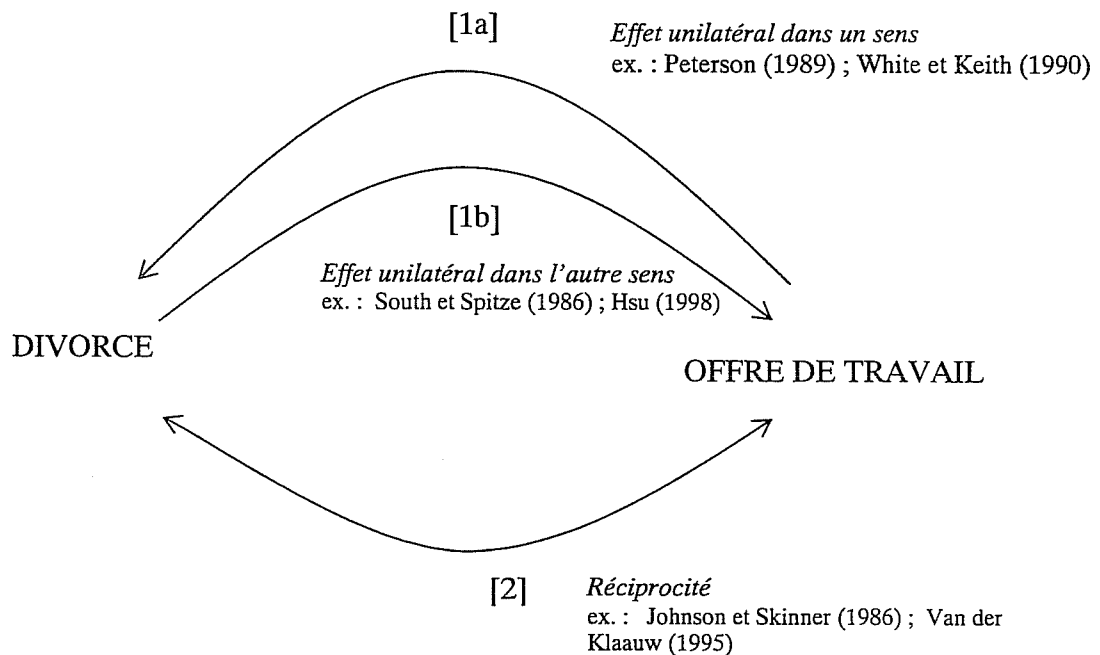 [1a]
Effet unilatéral dans un sens
ex. : Peterson (1989) ; White et Keith (1990)
[1b]
Effet unilatéral dans l'autre sens
ex. : South et Spitze (1986) ; Hsu (1998)
DIVORCE
OFFRE DE TRAVAIL
[2]
Réciprocité
ex. : Johnson et Skinner (1986) ; Van der
Klaauw (1995)